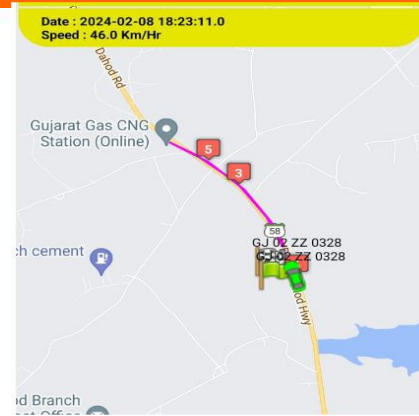 Date : 2024-02-08 18:23:11.0
Speed : 46.0 Km/Hr
Dahod Rd
Gujarat Gas CNG
Station (Online)
5
3
58
GJ 02 ZZ 0328
GJ 02 ZZ 0328
ch cement
od Hwy
od Branch